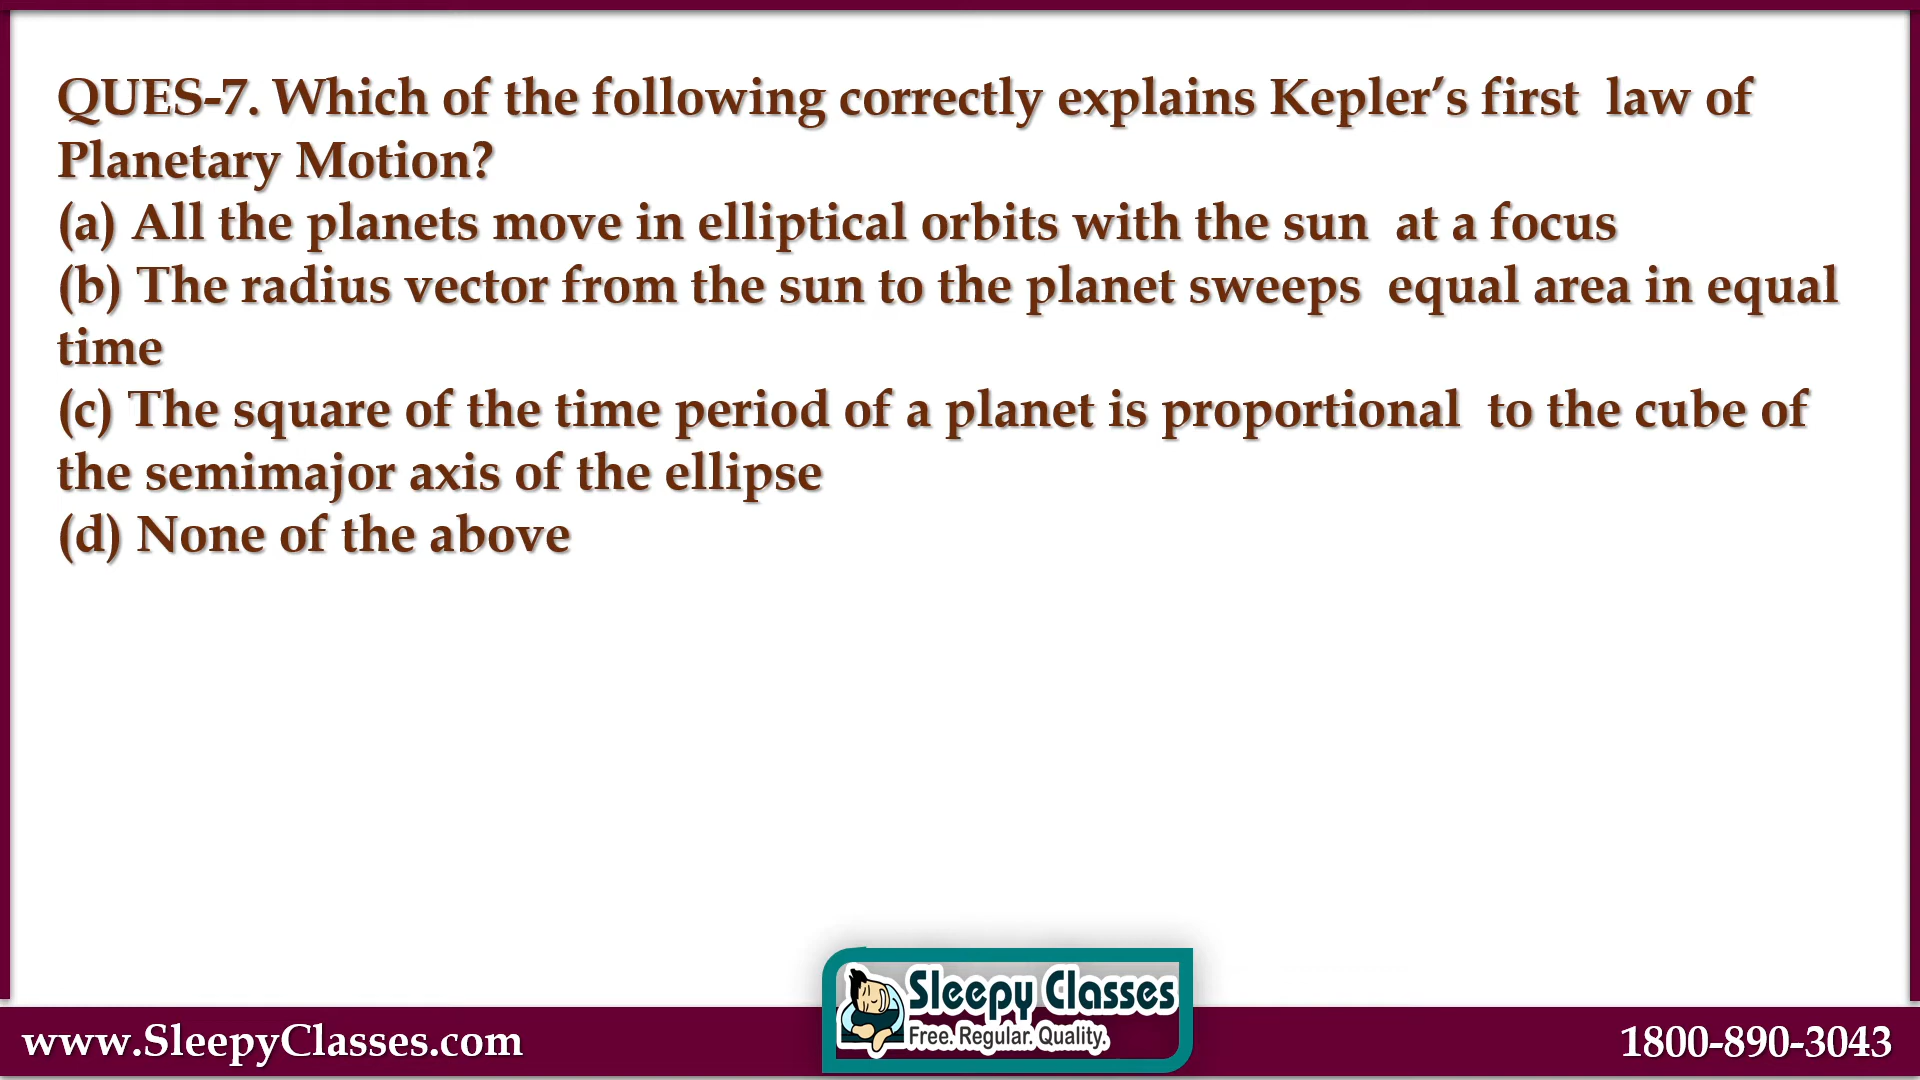 QUES-7. Which of the following correctly explains Kepler’s first  law of
Planetary Motion?
(a) All the planets move in elliptical orbits with the sun  at a focus
(b) The radius vector from the sun to the planet sweeps  equal area in equal
time
(c) The square of the time period of a planet is proportional  to the cube of
the semimajor axis of the ellipse
(d) None of the above
Sleepy Classes
Free. Regular. Quality.
www.SleepyClasses.com
1800-890-3043